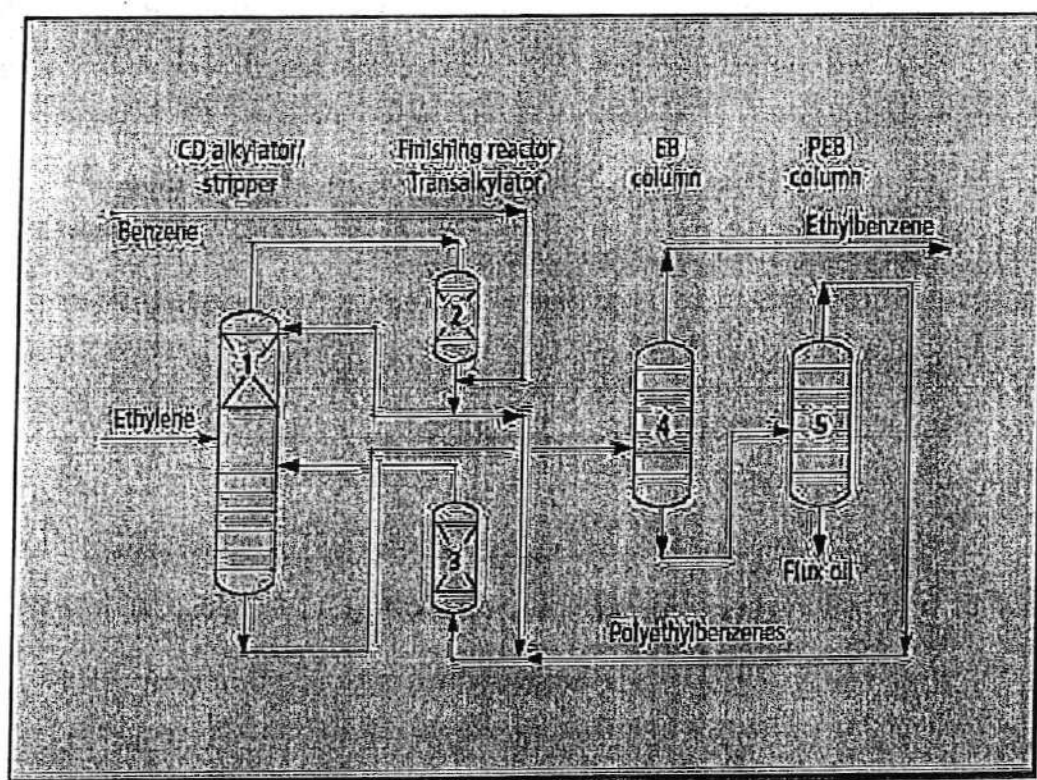 CD alkylator/
stripper
Finishing reactor
Transalkylator
EB
column
PEB
column
Benzene
Ethylbenzene
2
1
Ethylene
4
5
3
Flux oil
Polyethylbenzenes